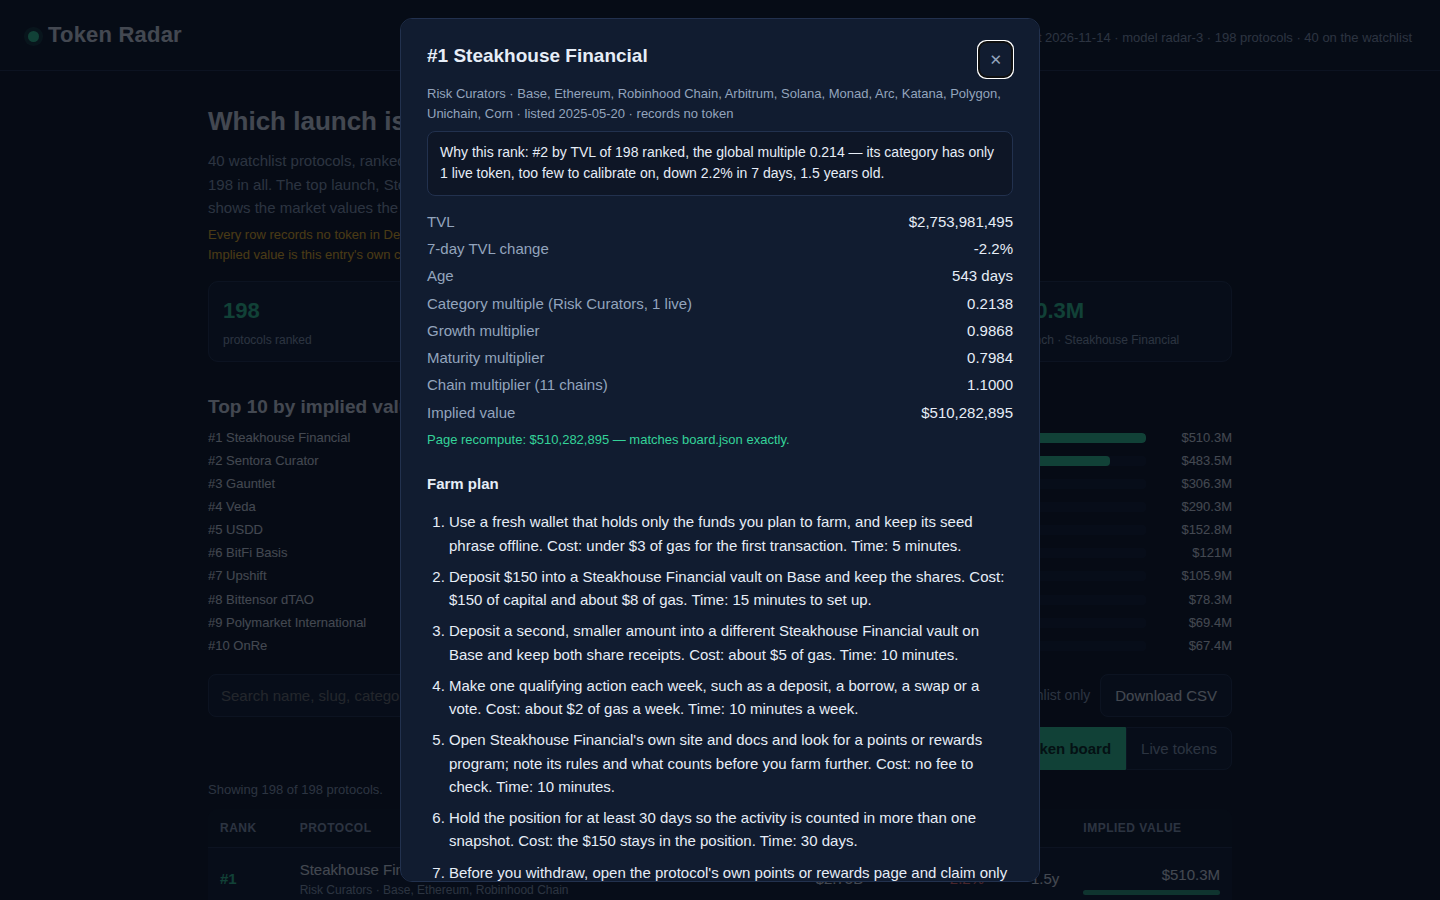 Token Radar
2026-11-14 · model radar-3 · 198 protocols · 40 on the watchlist
#1 Steakhouse Financial
✕
Risk Curators · Base, Ethereum, Robinhood Chain, Arbitrum, Solana, Monad, Arc, Katana, Polygon,
Unichain, Corn · listed 2025-05-20 · records no token
Why this rank: #2 by TVL of 198 ranked, the global multiple 0.214 — its category has only
1 live token, too few to calibrate on, down 2.2% in 7 days, 1.5 years old.
TVL $2,753,981,495
7-day TVL change -2.2%
Age 543 days
Category multiple (Risk Curators, 1 live) 0.2138
Growth multiplier 0.9868
Maturity multiplier 0.7984
Chain multiplier (11 chains) 1.1000
Implied value $510,282,895
Page recompute: $510,282,895 — matches board.json exactly.
Farm plan
1. Use a fresh wallet that holds only the funds you plan to farm, and keep its seed
phrase offline. Cost: under $3 of gas for the first transaction. Time: 5 minutes.
2. Deposit $150 into a Steakhouse Financial vault on Base and keep the shares. Cost:
$150 of capital and about $8 of gas. Time: 15 minutes to set up.
3. Deposit a second, smaller amount into a different Steakhouse Financial vault on
Base and keep both share receipts. Cost: about $5 of gas. Time: 10 minutes.
4. Make one qualifying action each week, such as a deposit, a borrow, a swap or a
vote. Cost: about $2 of gas a week. Time: 10 minutes a week.
5. Open Steakhouse Financial's own site and docs and look for a points or rewards
program; note its rules and what counts before you farm further. Cost: no fee to
check. Time: 10 minutes.
6. Hold the position for at least 30 days so the activity is counted in more than one
snapshot. Cost: the $150 stays in the position. Time: 30 days.
7. Before you withdraw, open the protocol's own points or rewards page and claim only
Which launch is
40 watchlist protocols, ranked
198 in all. The top launch,
shows the market values the
Every row records no token in
Implied value is this entry's own
198
protocols ranked
0.3M
· Steakhouse Financial
Top 10 by implied
#1 Steakhouse Financial $510.3M
#2 Sentora Curator $483.5M
#3 Gauntlet $306.3M
#4 Veda $290.3M
#5 USDD $152.8M
#6 BitFi Basis $121M
#7 Upshift $105.9M
#8 Bittensor dTAO $78.3M
#9 Polymarket International $69.4M
#10 OnRe $67.4M
Search name, slug,
only Download CSV
board Live tokens
Showing 198 of 198 protocols.
RANK PROTOCOL IMPLIED VALUE
#1 Steakhouse 1.5y $510.3M
Risk Curators · Base, Ethereum, Robinhood Chain